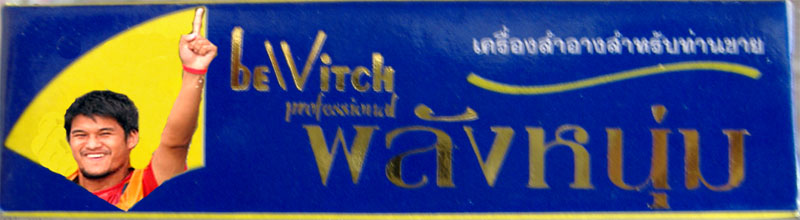 เครื่องสำอางสำหรับท่านชาย
beWitch
professional
พลังหนุ่ม